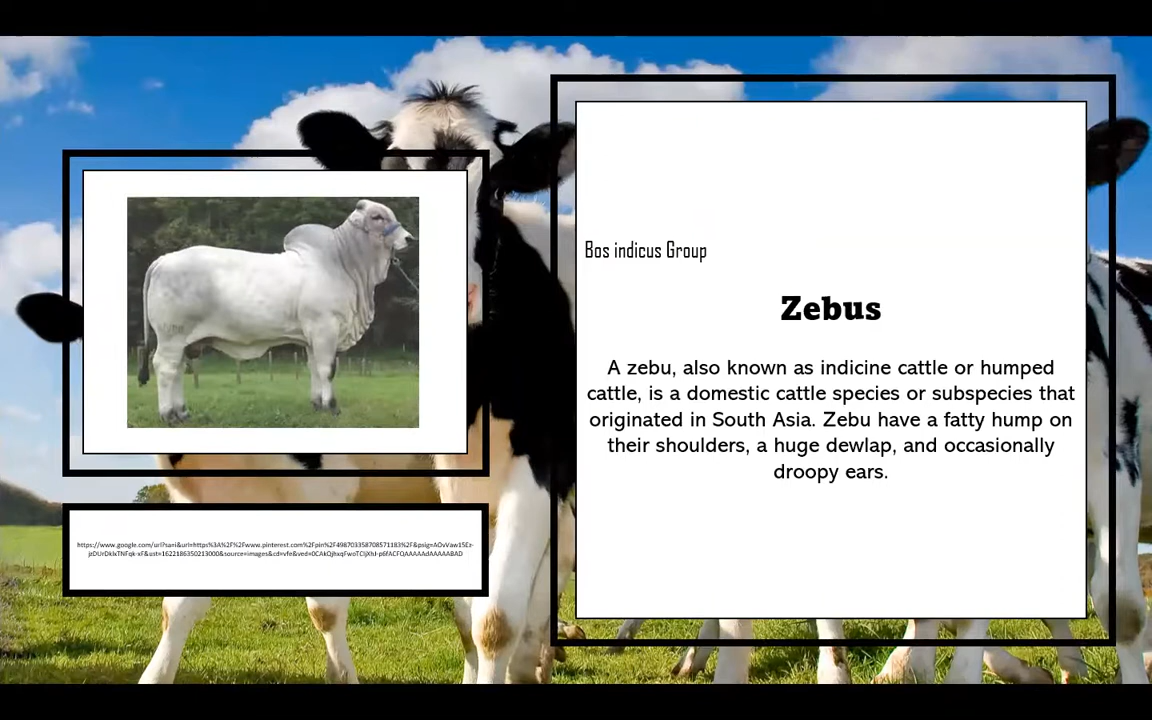 Bos indicus Group
Zebus
A zebu, also known as indicine cattle or humped
cattle, is a domestic cattle species or subspecies that
originated in South Asia. Zebu have a fatty hump on
their shoulders, a huge dewlap, and occasionally
droopy ears.